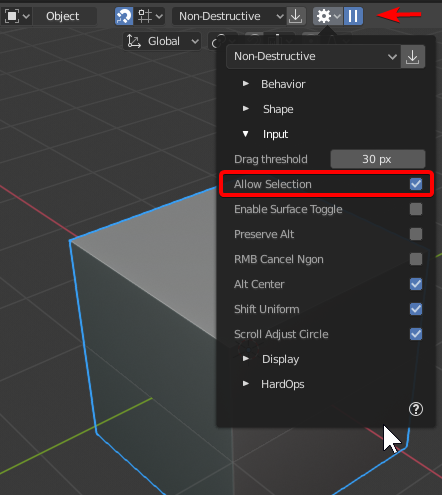 Object
Non-Destructive
Global
Non-Destructive
Behavior
Shape
Input
Drag threshold 30 px
Allow Selection
Enable Surface Toggle
Preserve Alt
RMB Cancel Ngon
Alt Center
Shift Uniform
Scroll Adjust Circle
Display
HardOps
?